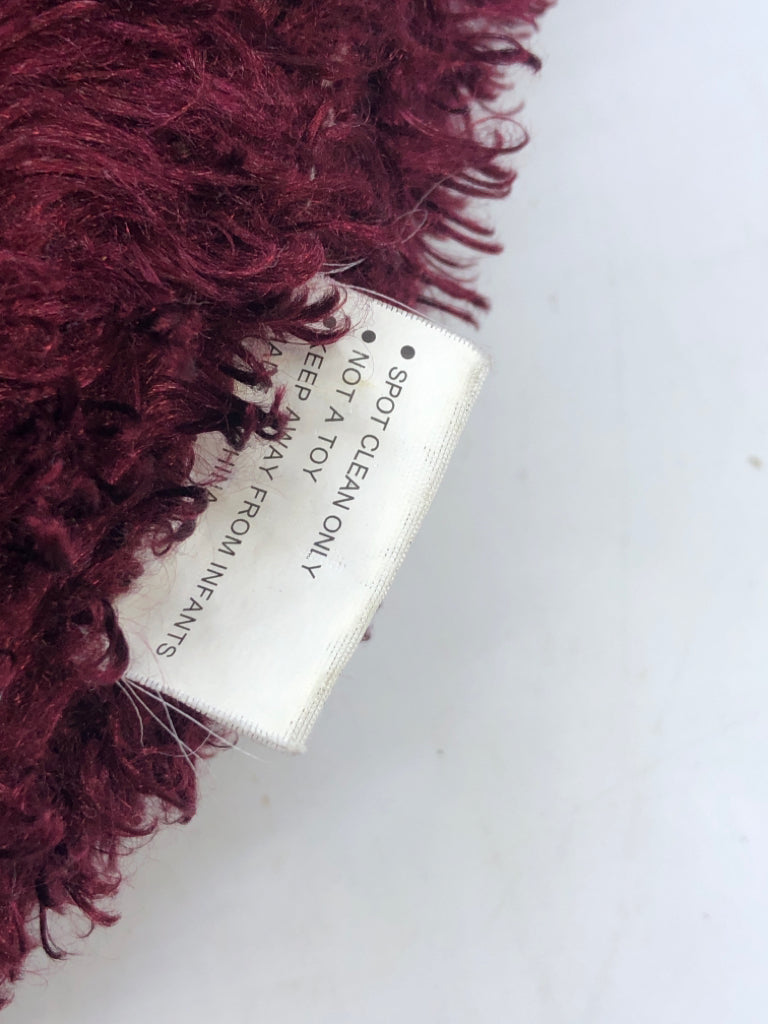 • SPOT CLEAN ONLY
• NOT A TOY
• KEEP AWAY FROM INFANTS